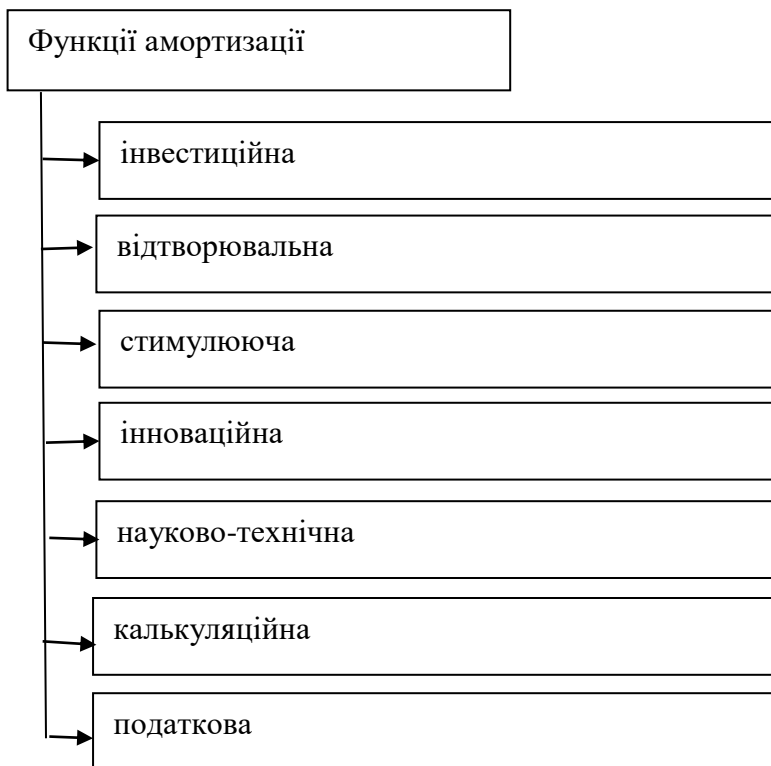 Функції амортизації
інвестиційна
відтворювальна
стимулююча
інноваційна
науково-технічна
калькуляційна
податкова